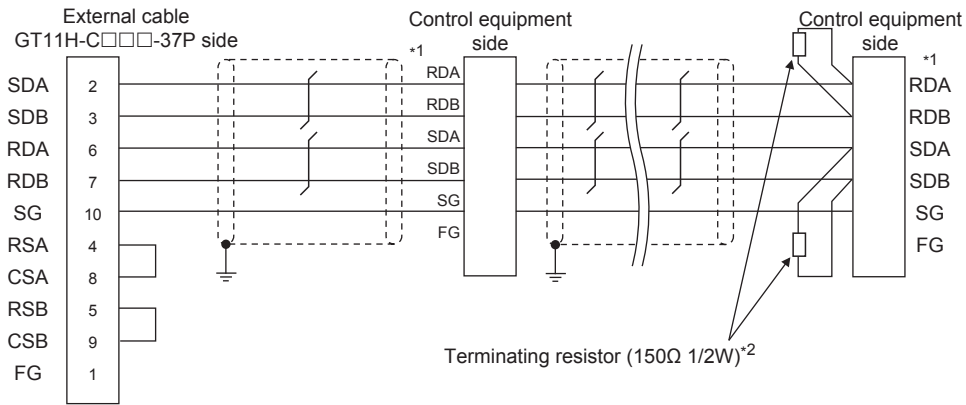 External cable
GT11H-C□□□-37P side
Control equipment
side
Control equipment
side
*1
*1
SDA 2 RDA RDA
SDB 3 RDB RDB
RDA 6 SDA SDA
RDB 7 SDB SDB
SG 10 SG SG
RSA 4 FG FG
CSA 8
RSB 5
CSB 9
FG 1
Terminating resistor (150Ω 1/2W)*2